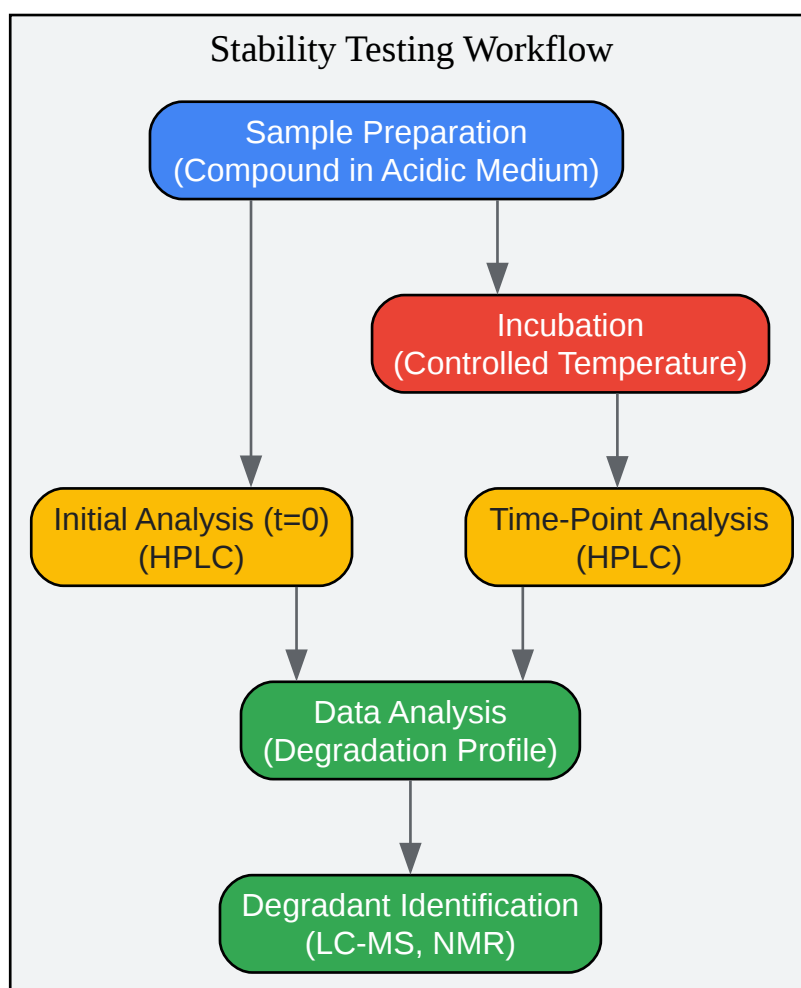 Stability Testing Workflow
Sample Preparation
(Compound in Acidic Medium)
Incubation
(Controlled Temperature)
Initial Analysis (t=0)
(HPLC)
Time-Point Analysis
(HPLC)
Data Analysis
(Degradation Profile)
Degradant Identification
(LC-MS, NMR)